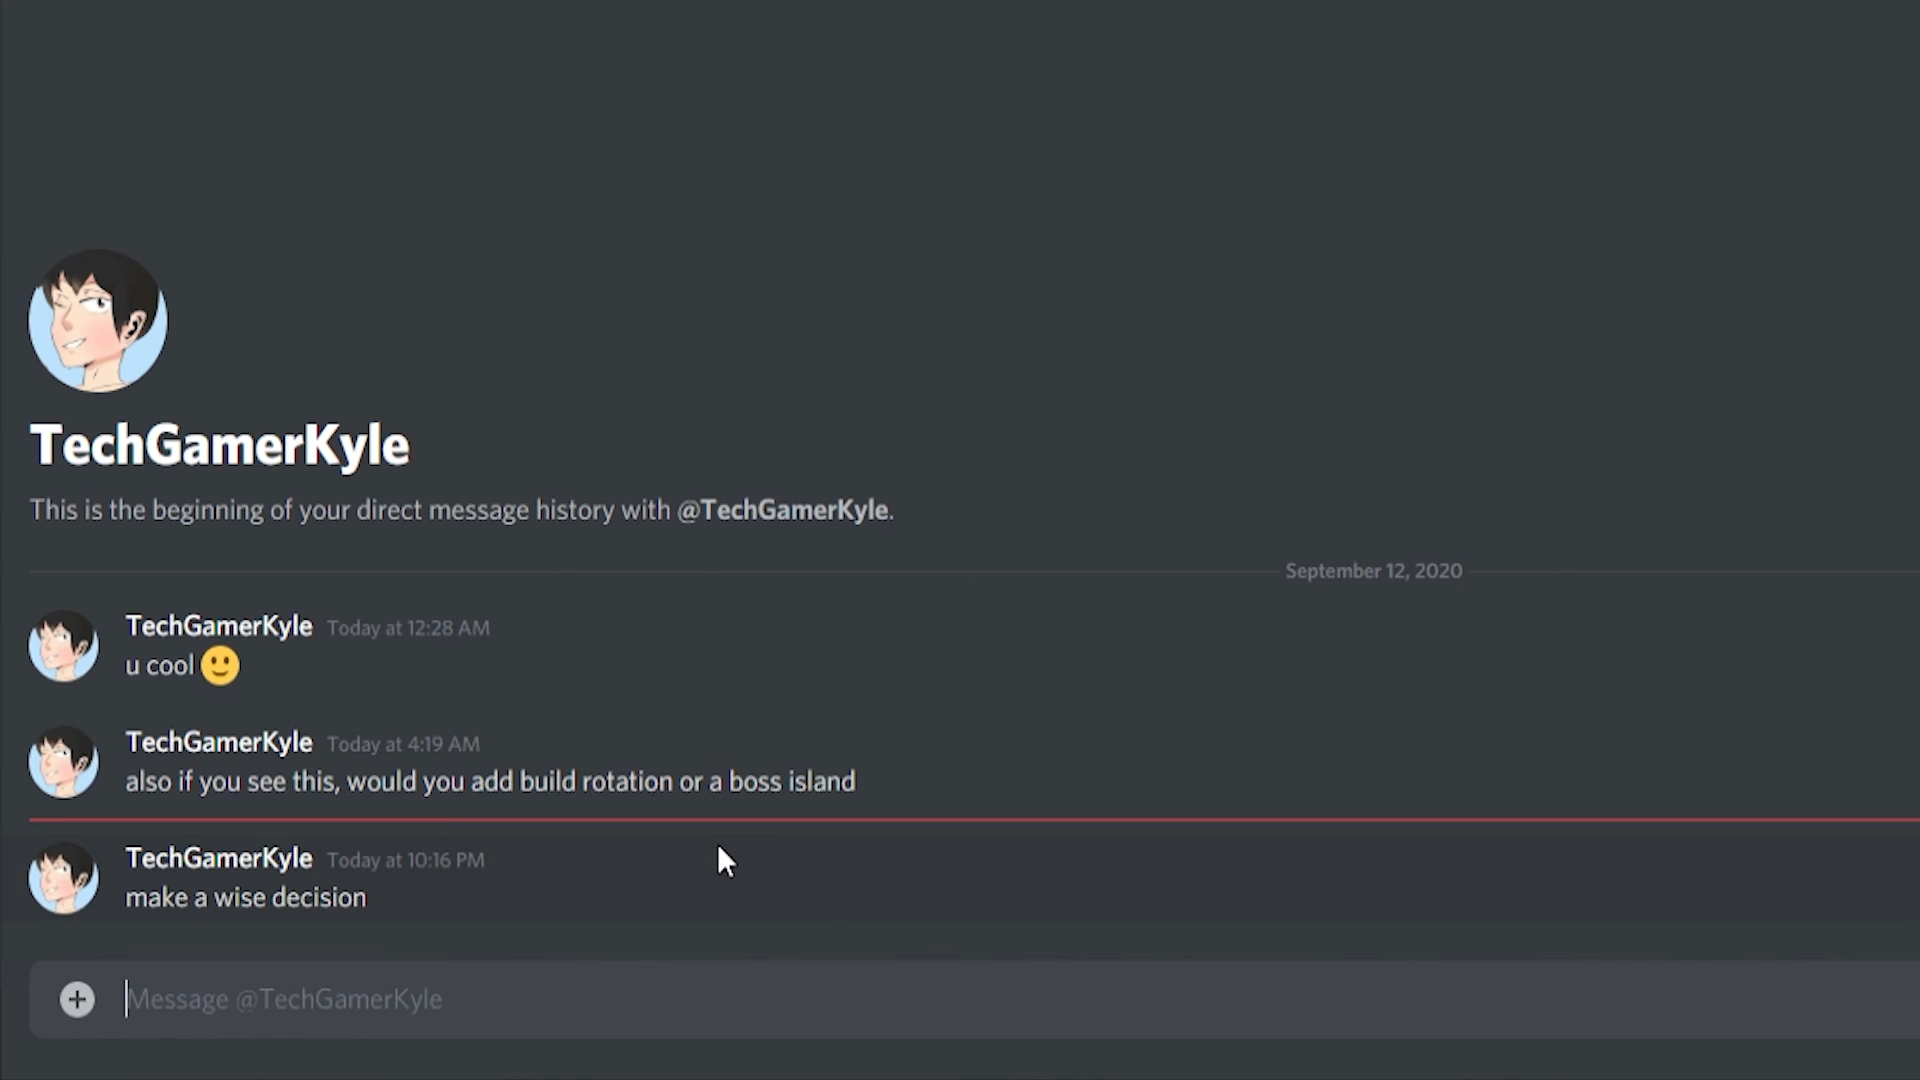 TechGamerKyle
This is the beginning of your direct message history with @TechGamerKyle.
September 12, 2020
TechGamerKyle Today at 12:28 AM
u cool 🙂
TechGamerKyle Today at 4:19 AM
also if you see this, would you add build rotation or a boss island
TechGamerKyle Today at 10:16 PM
make a wise decision
Message @TechGamerKyle